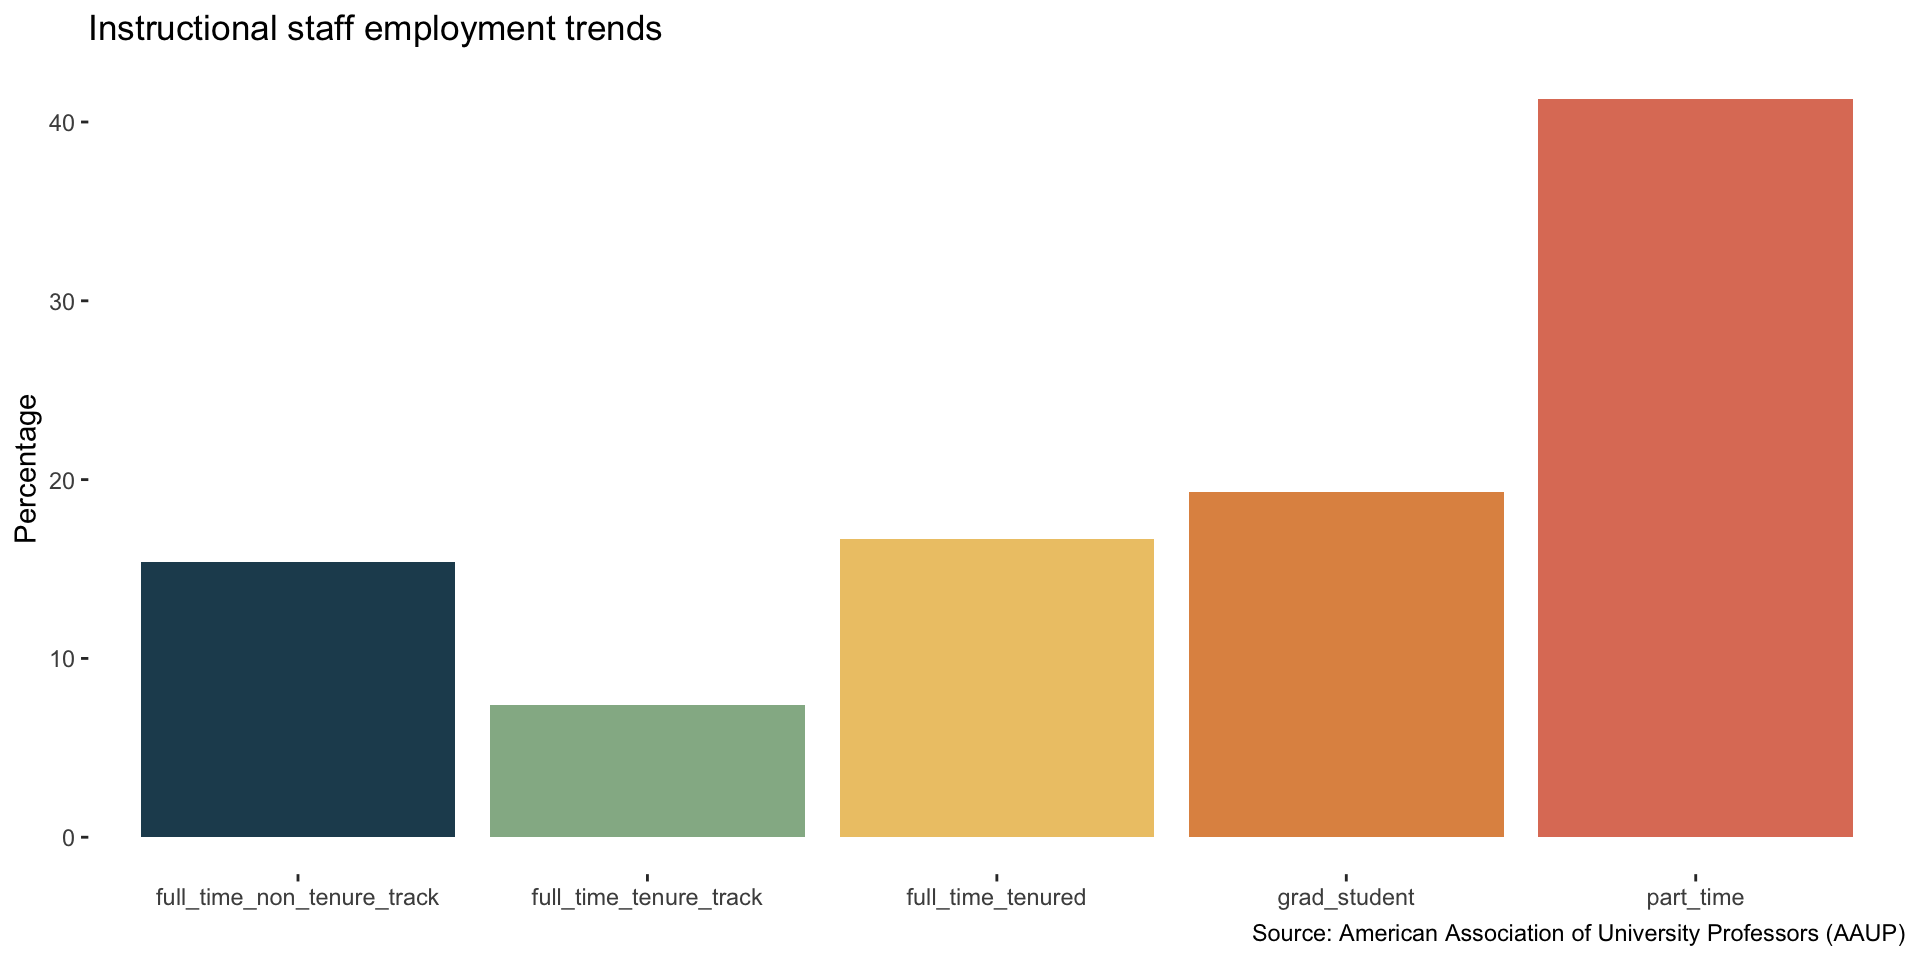 Instructional staff employment trends
Percentage
40
30
20
10
0
full_time_non_tenure_track
full_time_tenure_track
full_time_tenured
grad_student
part_time
Source: American Association of University Professors (AAUP)